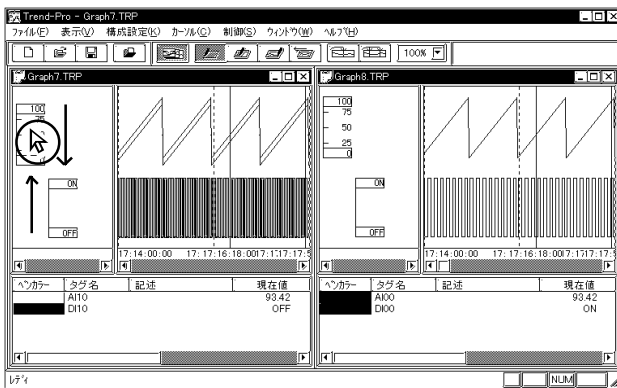 Trend-Pro - Graph7.TRP
ﾌｧｲﾙ(F) 表示(V) 構成設定(K) ｶｰｿﾙ(C) 制御(S) ｳｨﾝﾄﾞｳ(W) ﾍﾙﾌﾟ(H)
100%
Graph7.TRP
100
75
ON
OFF
17:14:00:00 17:17:16:18:00
ﾍﾟﾝｶﾗｰ タグ名 記述 現在値
AI10 93.42
DI10 OFF
Graph8.TRP
100
75
50
25
0
ON
OFF
17:14:00:00 17:17:16:18:00
ﾍﾟﾝｶﾗｰ タグ名 記述 現在値
AI00 93.42
DI00 ON
ﾚﾃﾞｨ
NUM